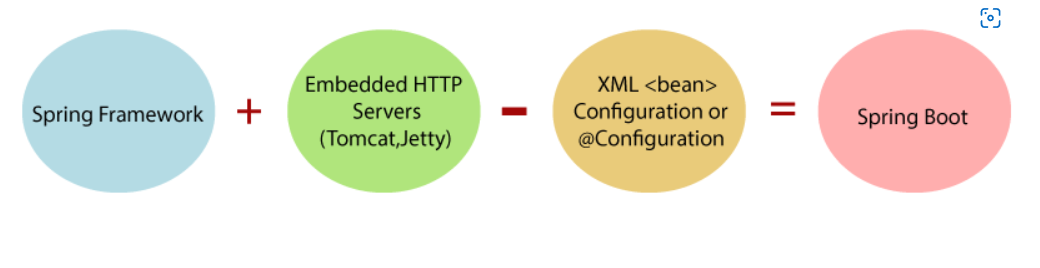 Spring Framework
+
Embedded HTTP
Servers
(Tomcat,Jetty)
-
XML <bean>
Configuration or
@Configuration
=
Spring Boot